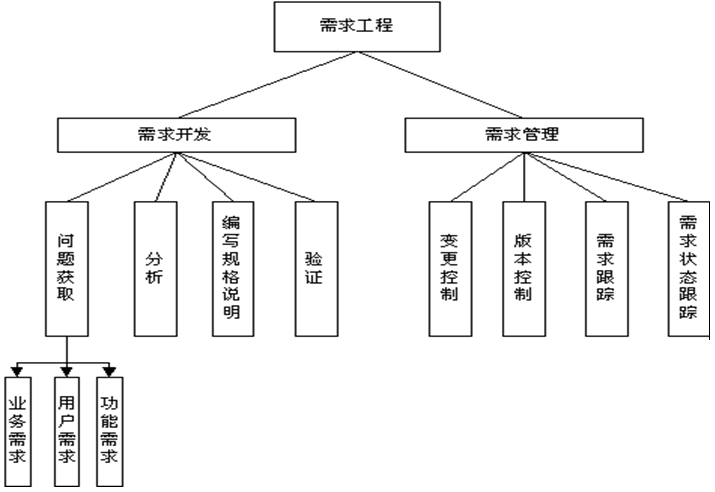 需求工程
需求开发
需求管理
问题获取
分析
编写规格说明
验证
变更控制
版本控制
需求跟踪
需求状态跟踪
业务需求
用户需求
功能需求